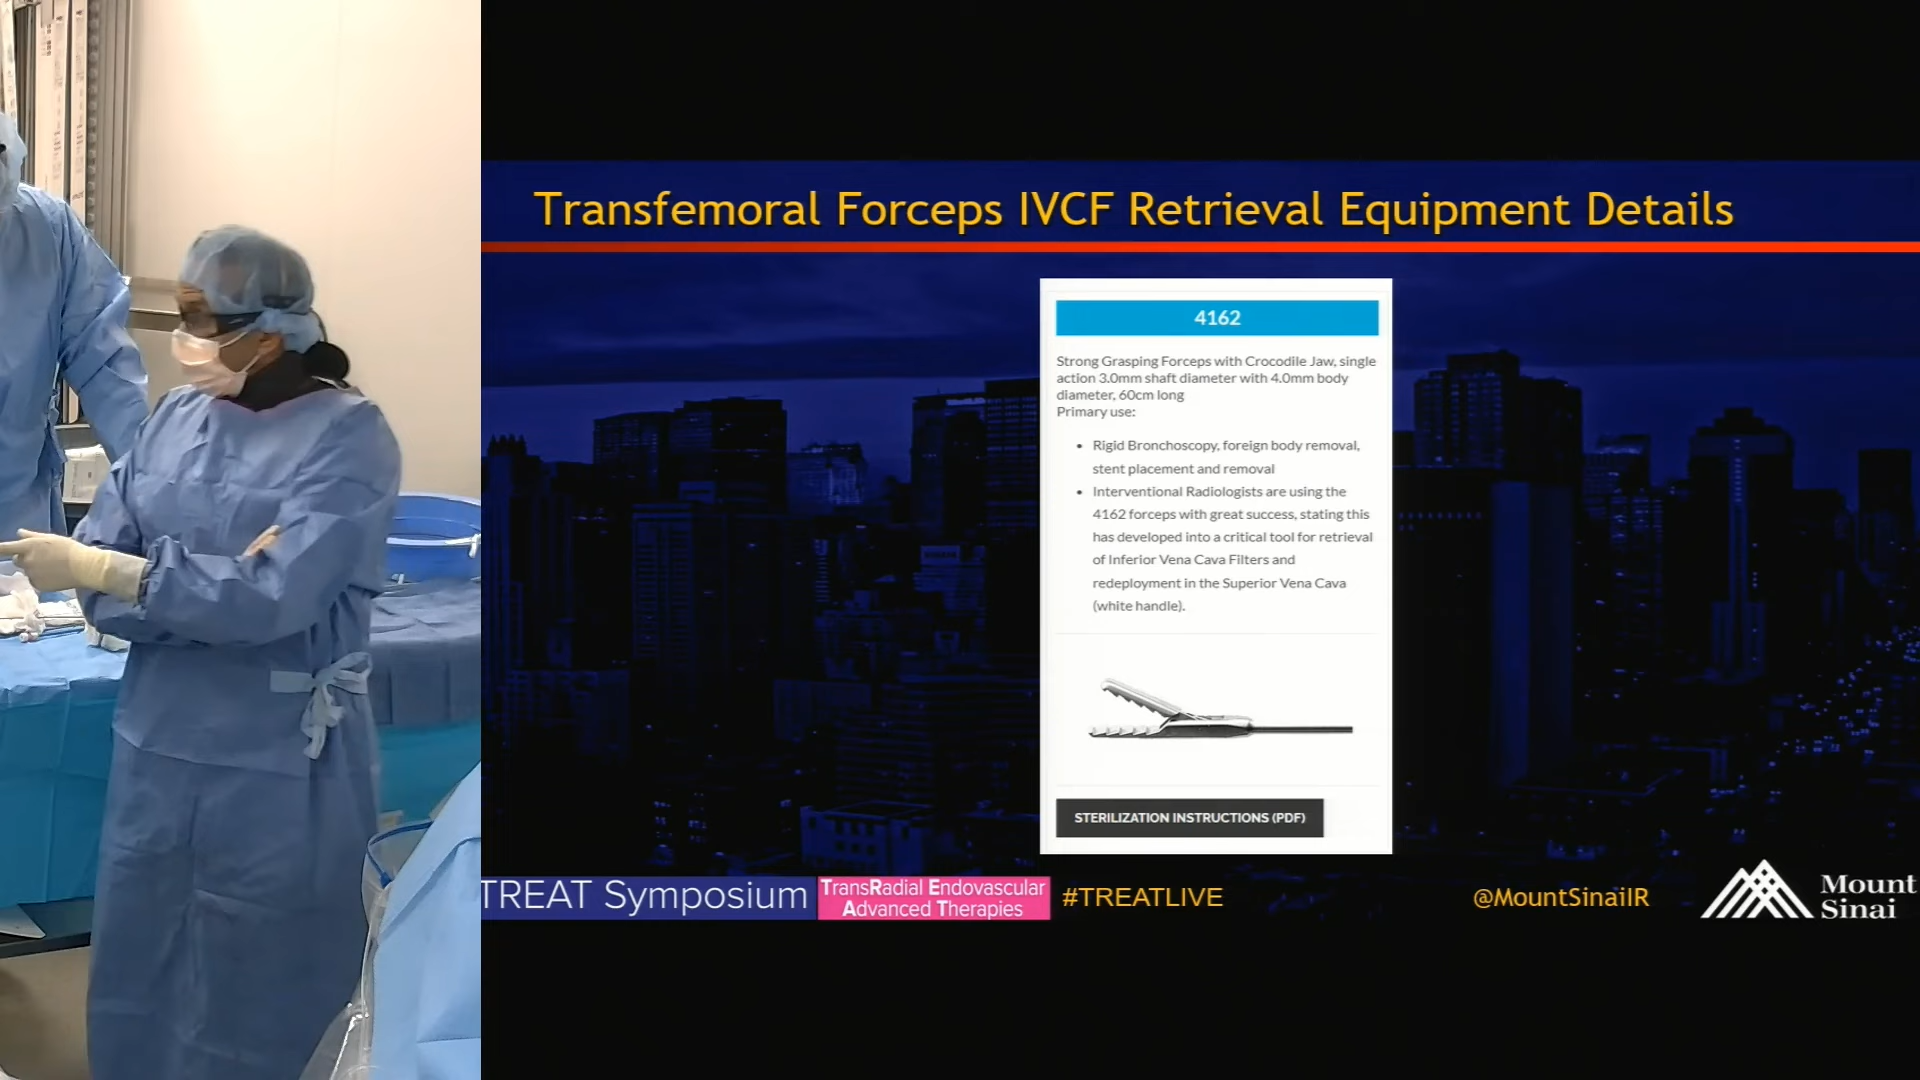 Transfemoral Forceps IVCF Retrieval Equipment Details
4162
Strong Grasping Forceps with Crocodile Jaw, single
action 3.0mm shaft diameter with 4.0mm body
diameter, 60cm long
Primary use:
• Rigid Bronchoscopy, foreign body removal,
stent placement and removal
• Interventional Radiologists are using the
4162 forceps with great success, stating this
has developed into a critical tool for retrieval
of Inferior Vena Cava Filters and
redeployment in the Superior Vena Cava
(white handle).
STERILIZATION INSTRUCTIONS (PDF)
TREAT Symposium
TransRadial Endovascular
Advanced Therapies
#TREATLIVE
@MountSinaiIR
Mount
Sinai